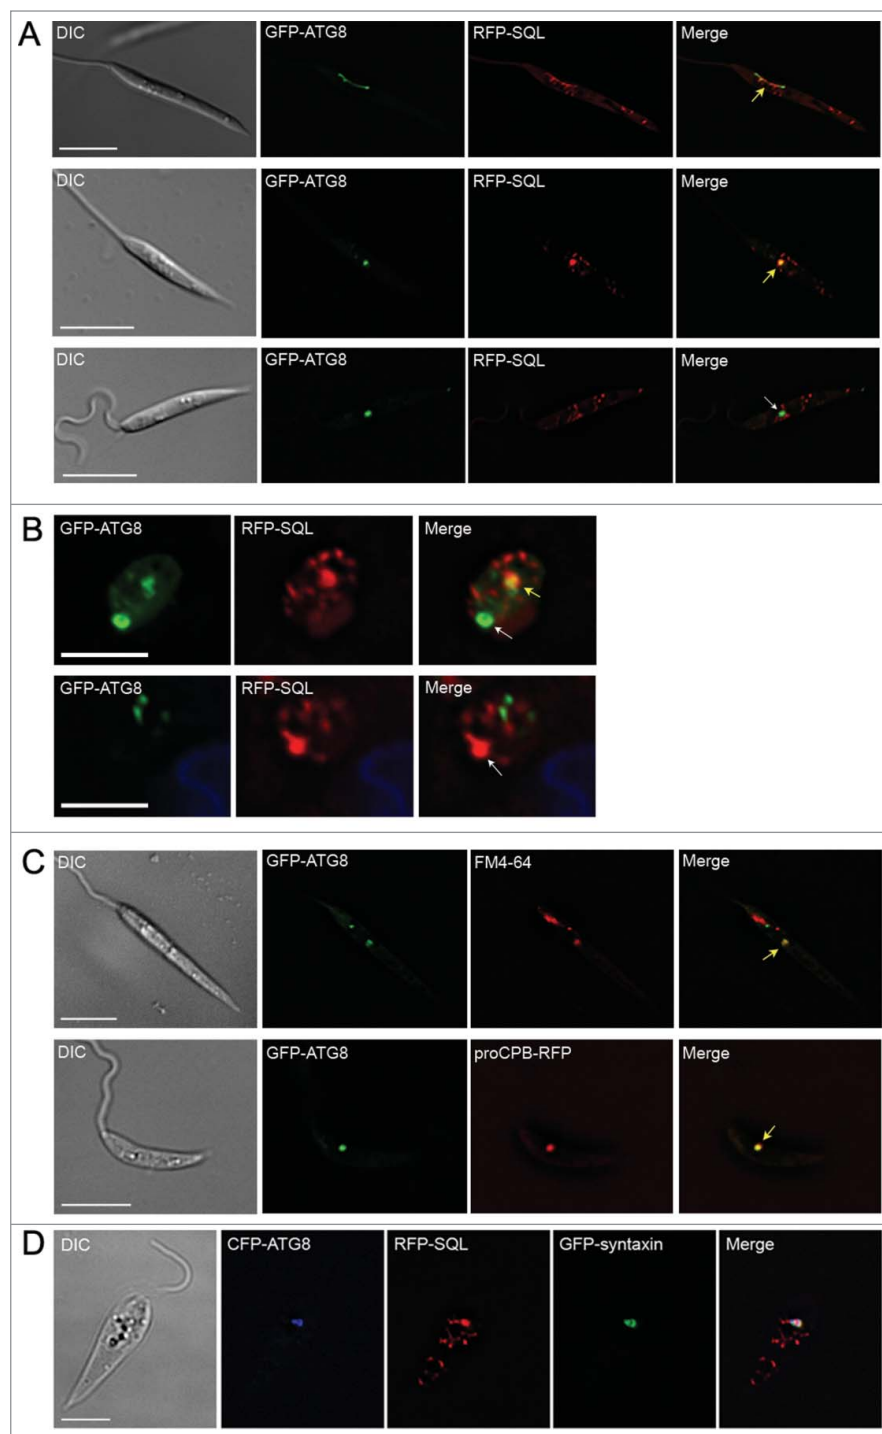 A
DIC GFP-ATG8 RFP-SQL Merge
DIC GFP-ATG8 RFP-SQL Merge
DIC GFP-ATG8 RFP-SQL Merge
B
GFP-ATG8 RFP-SQL Merge
GFP-ATG8 RFP-SQL Merge
C
DIC GFP-ATG8 FM4-64 Merge
DIC GFP-ATG8 proCPB-RFP Merge
D
DIC CFP-ATG8 RFP-SQL GFP-syntaxin Merge